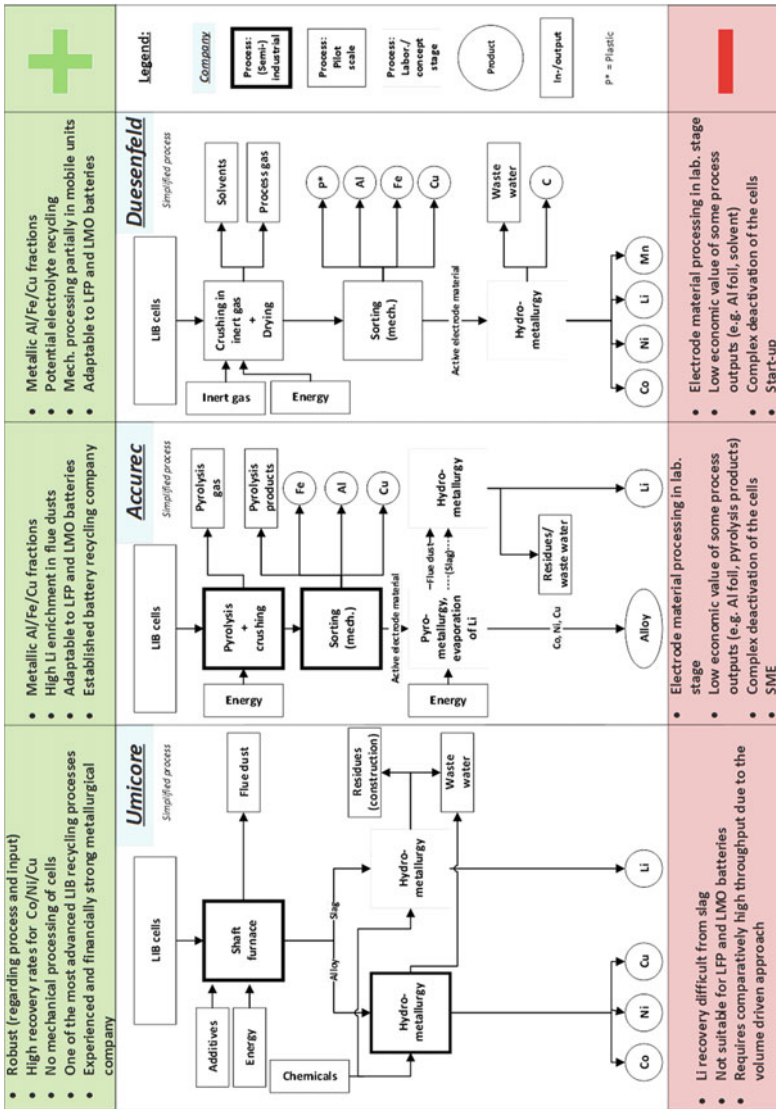 • Robust (regarding process and input)
• High recovery rates for Co/Ni/Cu
• No mechanical processing of cells
• One of the most advanced LIB recycling processes
• Experienced and financially strong metallurgical
company
• Metallic Al/Fe/Cu fractions
• High Li enrichment in flue dusts
• Adaptable to LFP and LMO batteries
• Established battery recycling company
• Metallic Al/Fe/Cu fractions
• Potential electrolyte recycling
• Mech. processing partially in mobile units
• Adaptable to LFP and LMO batteries
Umicore
Simplified process
LIB cells
Additives
Energy
Shaft
furnace
Flue dust
Alloy
Slag
Chemicals
Hydro-
metallurgy
Hydro-
metallurgy
Residues
(construction)
Waste
water
Co
Ni
Cu
Li
Accurec
Simplified process
LIB cells
Energy
Pyrolysis
+
crushing
Pyrolysis
gas
Pyrolysis
products
Sorting
(mech.)
Fe
Al
Cu
Active electrode material
Energy
Pyro-
metallurgy,
evaporation
of Li
Flue dust
(Slag)
Hydro-
metallurgy
Residues/
waste water
Co, Ni, Cu
Alloy
Li
Duesenfeld
Simplified process
LIB cells
Inert gas
Energy
Crushing in
inert gas
+
Drying
Solvents
Process gas
Sorting
(mech.)
P*
Al
Fe
Cu
Active electrode material
Hydro-
metallurgy
Waste
water
C
Co
Ni
Li
Mn
Legend:
Company
Process:
(Semi-)
industrial
Process:
Pilot
scale
Process:
Labor./
concept
stage
Product
In-/output
P* = Plastic
• Li recovery difficult from slag
• Not suitable for LFP and LMO batteries
• Requires comparatively high throughput due to the
volume driven approach
• Electrode material processing in lab.
stage
• Low economic value of some process
outputs (e.g. Al foil, pyrolysis products)
• Complex deactivation of the cells
• SME
• Electrode material processing in lab. stage
• Low economic value of some process
outputs (e.g. Al foil, solvent)
• Complex deactivation of the cells
• Start-up